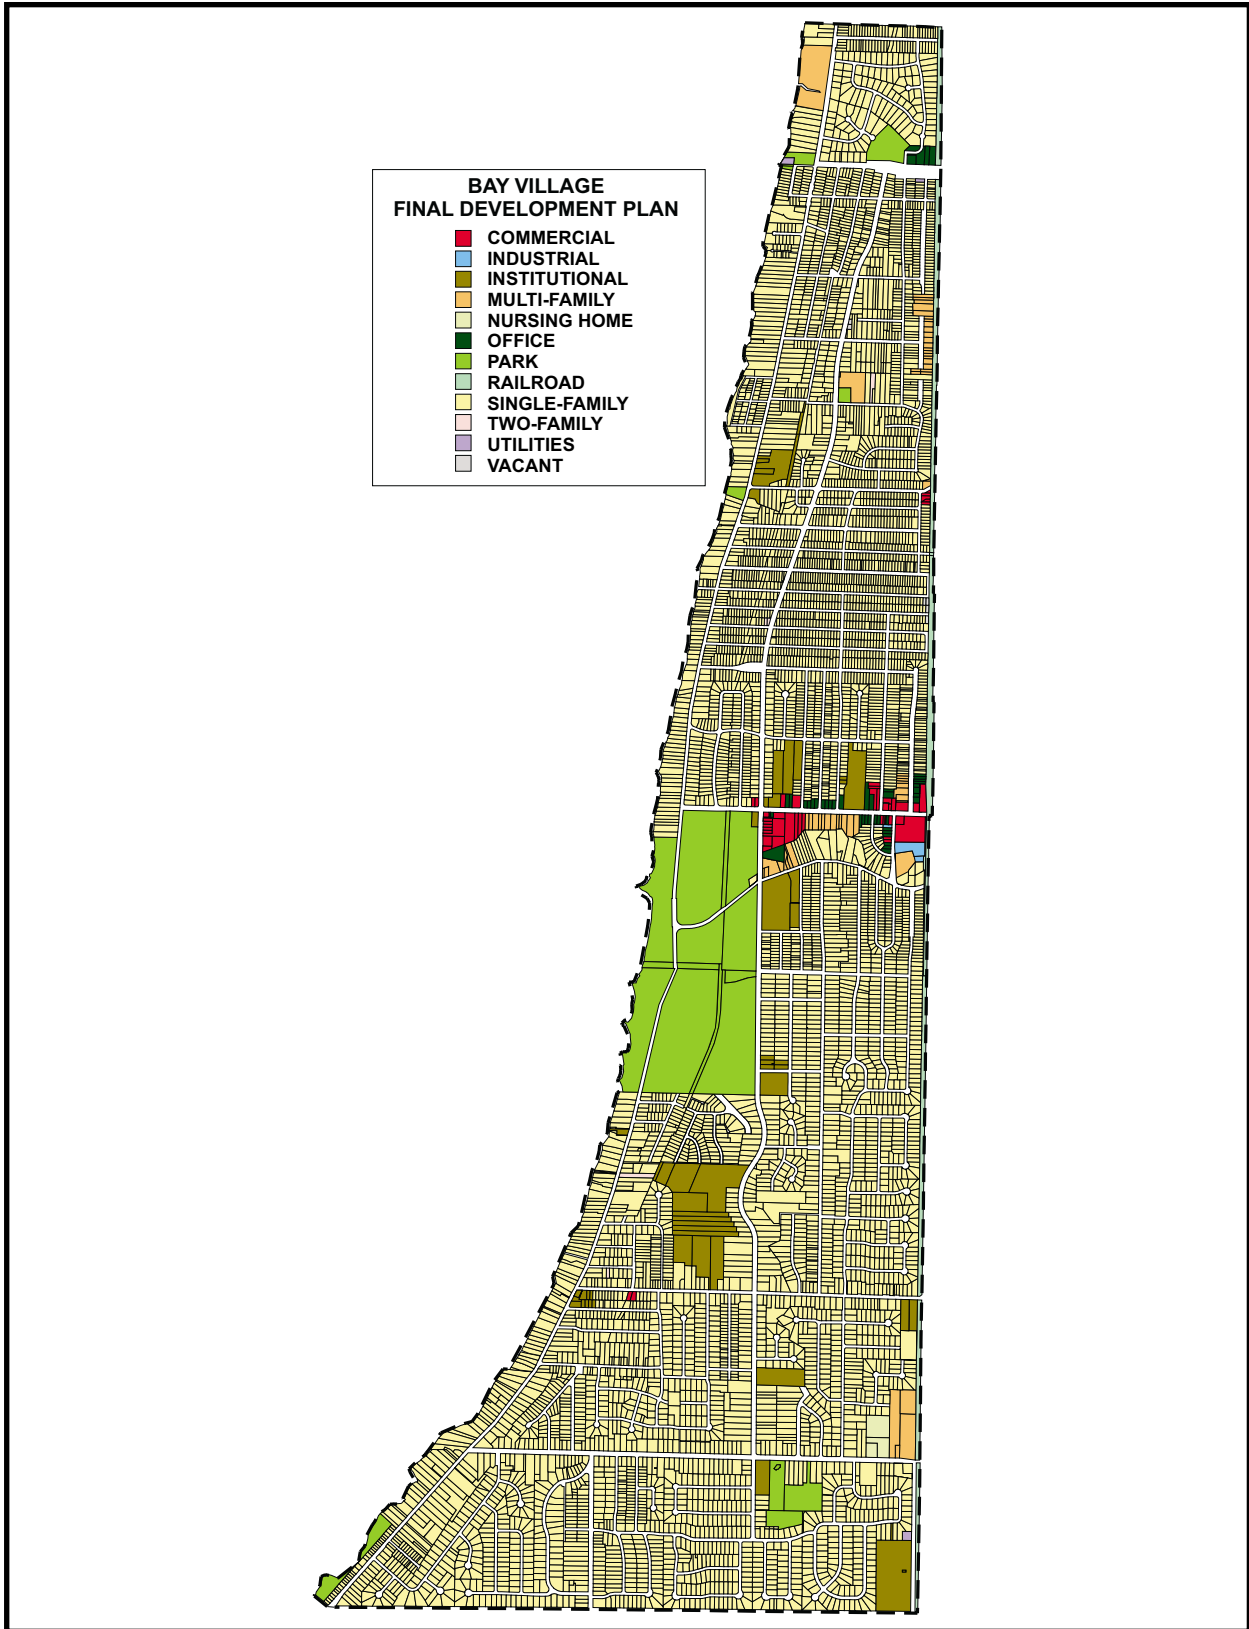 BAY VILLAGE
FINAL DEVELOPMENT PLAN
COMMERCIAL
INDUSTRIAL
INSTITUTIONAL
MULTI-FAMILY
NURSING HOME
OFFICE
PARK
RAILROAD
SINGLE-FAMILY
TWO-FAMILY
UTILITIES
VACANT